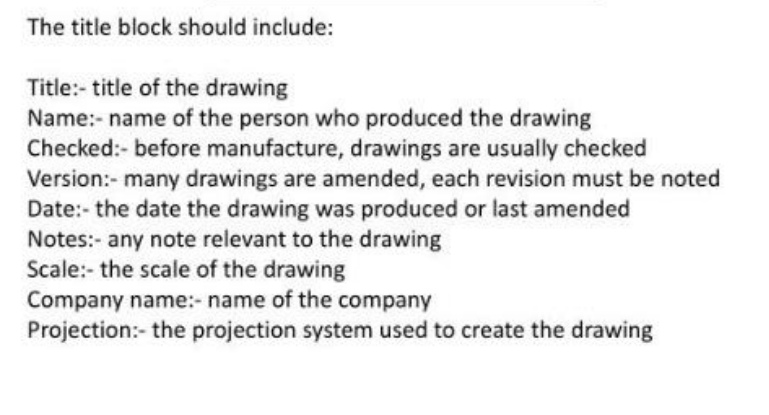 The title block should include:
Title:- title of the drawing
Name:- name of the person who produced the drawing
Checked:- before manufacture, drawings are usually checked
Version:- many drawings are amended, each revision must be noted
Date:- the date the drawing was produced or last amended
Notes:- any note relevant to the drawing
Scale:- the scale of the drawing
Company name:- name of the company
Projection:- the projection system used to create the drawing